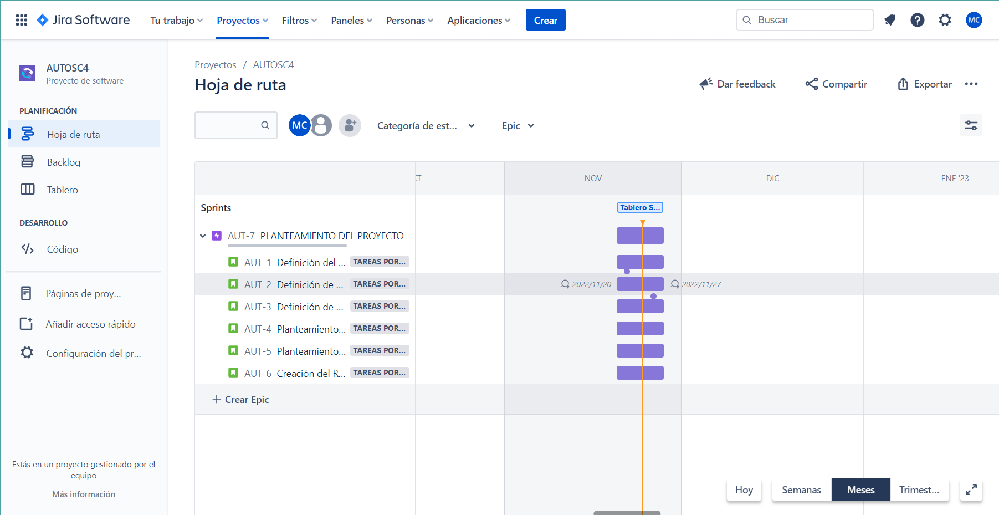 Jira Software Tu trabajo Proyectos Filtros Paneles Personas Aplicaciones Crear Buscar MC
AUTOSC4
Proyecto de software
PLANIFICACIÓN
Hoja de ruta
Backlog
Tablero
DESARROLLO
Código
Páginas de proy...
Añadir acceso rápido
Configuración del pr...
Estás en un proyecto gestionado por el
equipo
Más información
Proyectos / AUTOSC4
Hoja de ruta
Dar feedback Compartir Exportar
MC Categoría de est... Epic
CT NOV DIC ENE '23
Sprints Tablero S...
AUT-7 PLANTEAMIENTO DEL PROYECTO
AUT-1 Definición del ... TAREAS POR...
AUT-2 Definición de ... TAREAS POR... 2022/11/20 2022/11/27
AUT-3 Definición de ... TAREAS POR...
AUT-4 Planteamiento... TAREAS POR...
AUT-5 Planteamiento... TAREAS POR...
AUT-6 Creación del R... TAREAS POR...
+ Crear Epic
Hoy Semanas Meses Trimest...